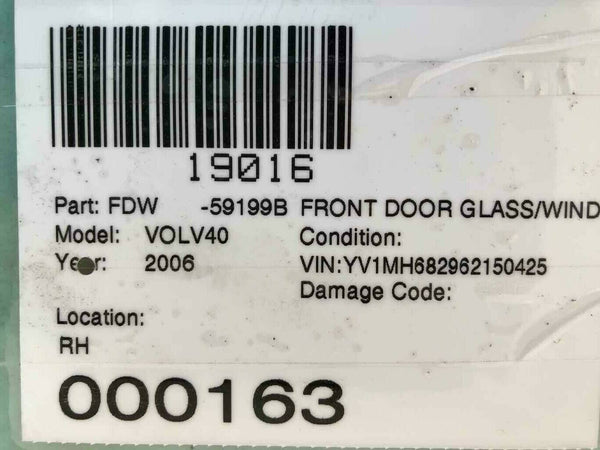 19016
Part: FDW -59199B FRONT DOOR GLASS/WIND
Model: VOLV40 Condition:
Year: 2006 VIN:YV1MH682962150425
Damage Code:
Location:
RH
000163